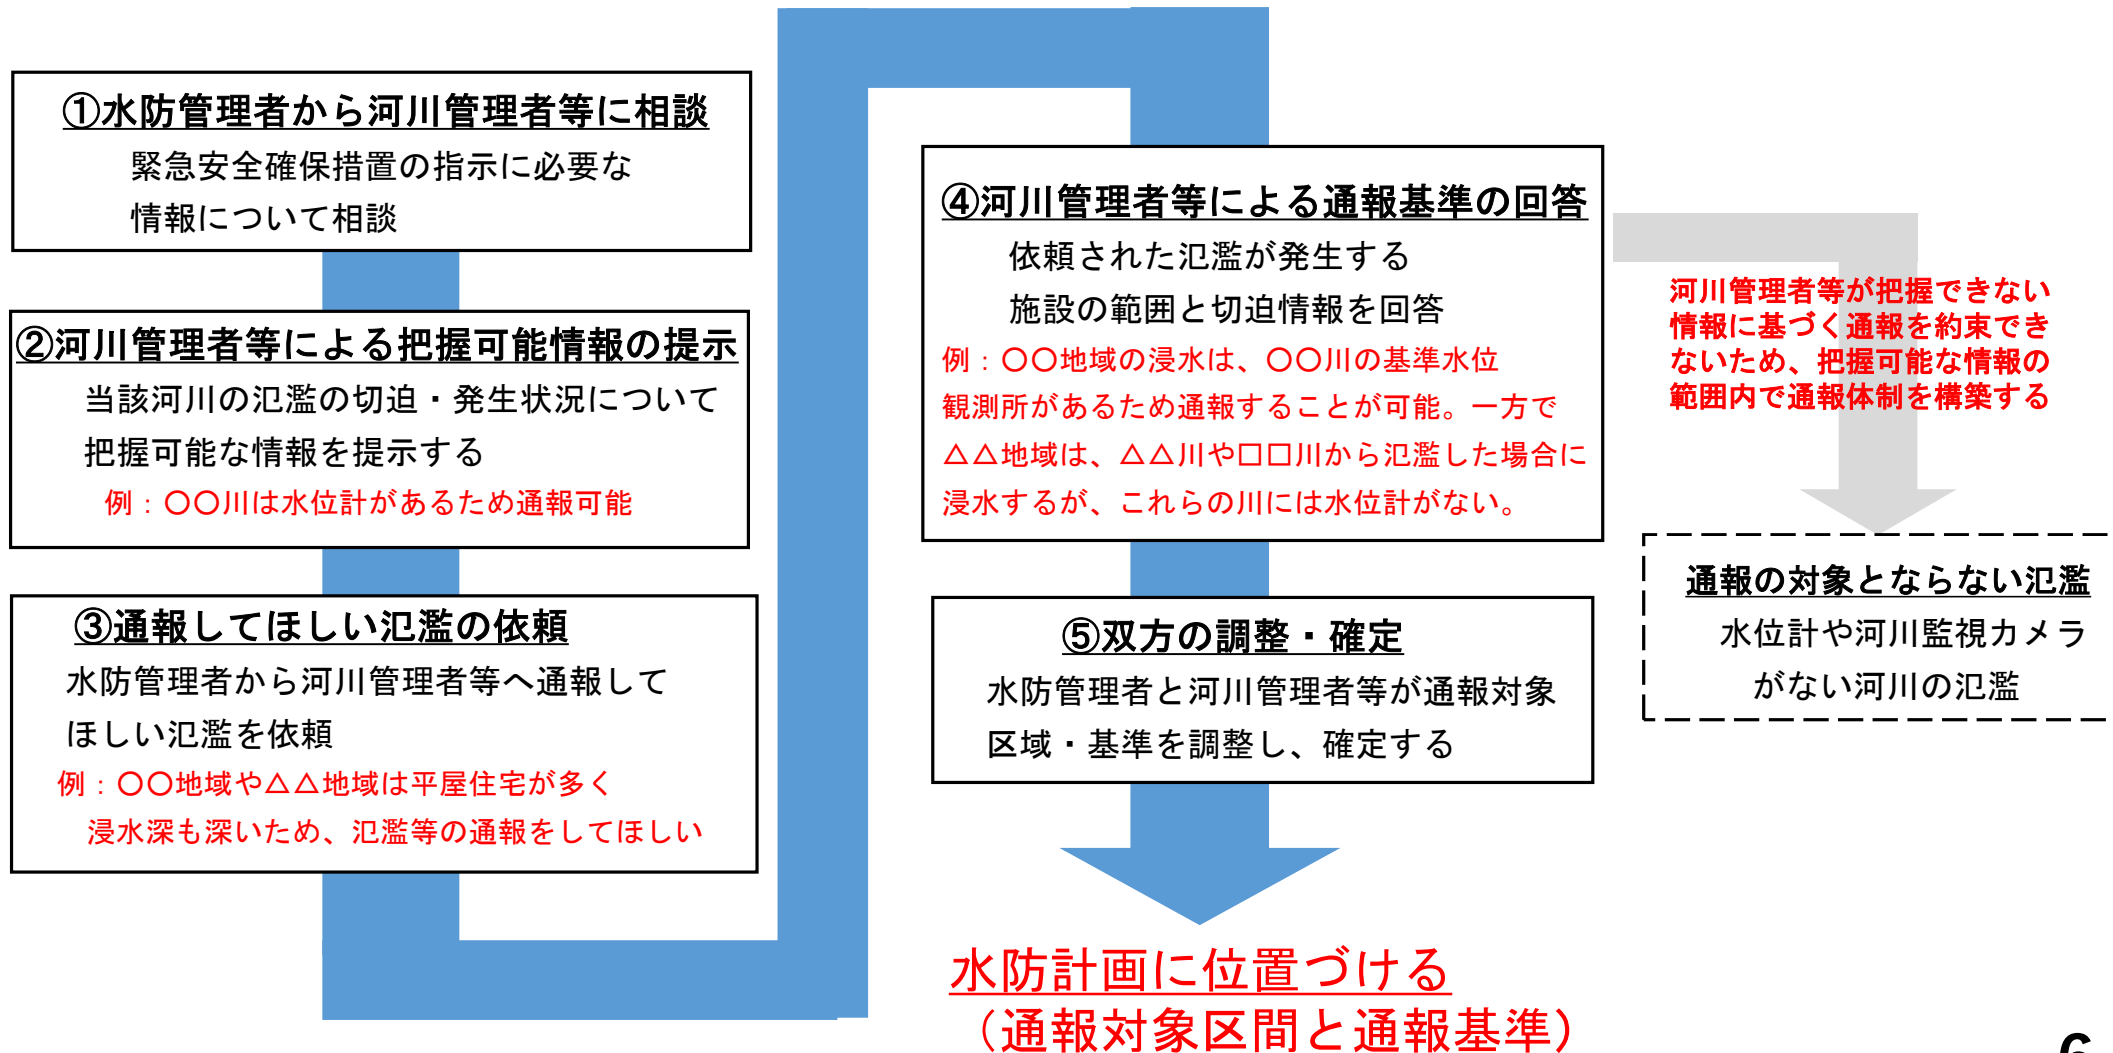 ①水防管理者から河川管理者等に相談
緊急安全確保措置の指示に必要な
情報について相談
②河川管理者等による把握可能情報の提示
当該河川の氾濫の切迫・発生状況について
把握可能な情報を提示する
例：〇〇川は水位計があるため通報可能
③通報してほしい氾濫の依頼
水防管理者から河川管理者等へ通報して
ほしい氾濫を依頼
例：〇〇地域や△△地域は平屋住宅が多く
浸水深も深いため、氾濫等の通報をしてほしい
④河川管理者等による通報基準の回答
依頼された氾濫が発生する
施設の範囲と切迫情報を回答
例：〇〇地域の浸水は、〇〇川の基準水位
観測所があるため通報することが可能。一方で
△△地域は、△△川や□□川から氾濫した場合に
浸水するが、これらの川には水位計がない。
⑤双方の調整・確定
水防管理者と河川管理者等が通報対象
区域・基準を調整し、確定する
水防計画に位置づける
（通報対象区間と通報基準）
河川管理者等が把握できない
情報に基づく通報を約束でき
ないため、把握可能な情報の
範囲内で通報体制を構築する
通報の対象とならない氾濫
水位計や河川監視カメラ
がない河川の氾濫
6